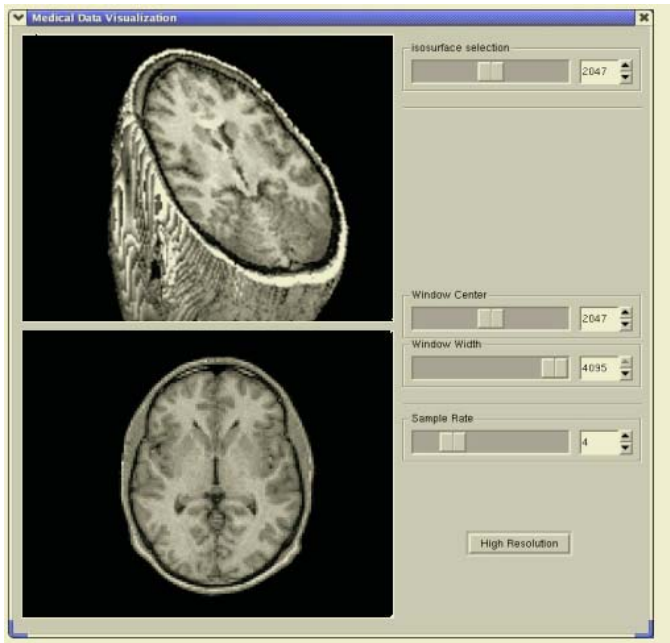 Medical Data Visualization
isosurface selection
2047
Window Center
2047
Window Width
4095
Sample Rate
4
High Resolution